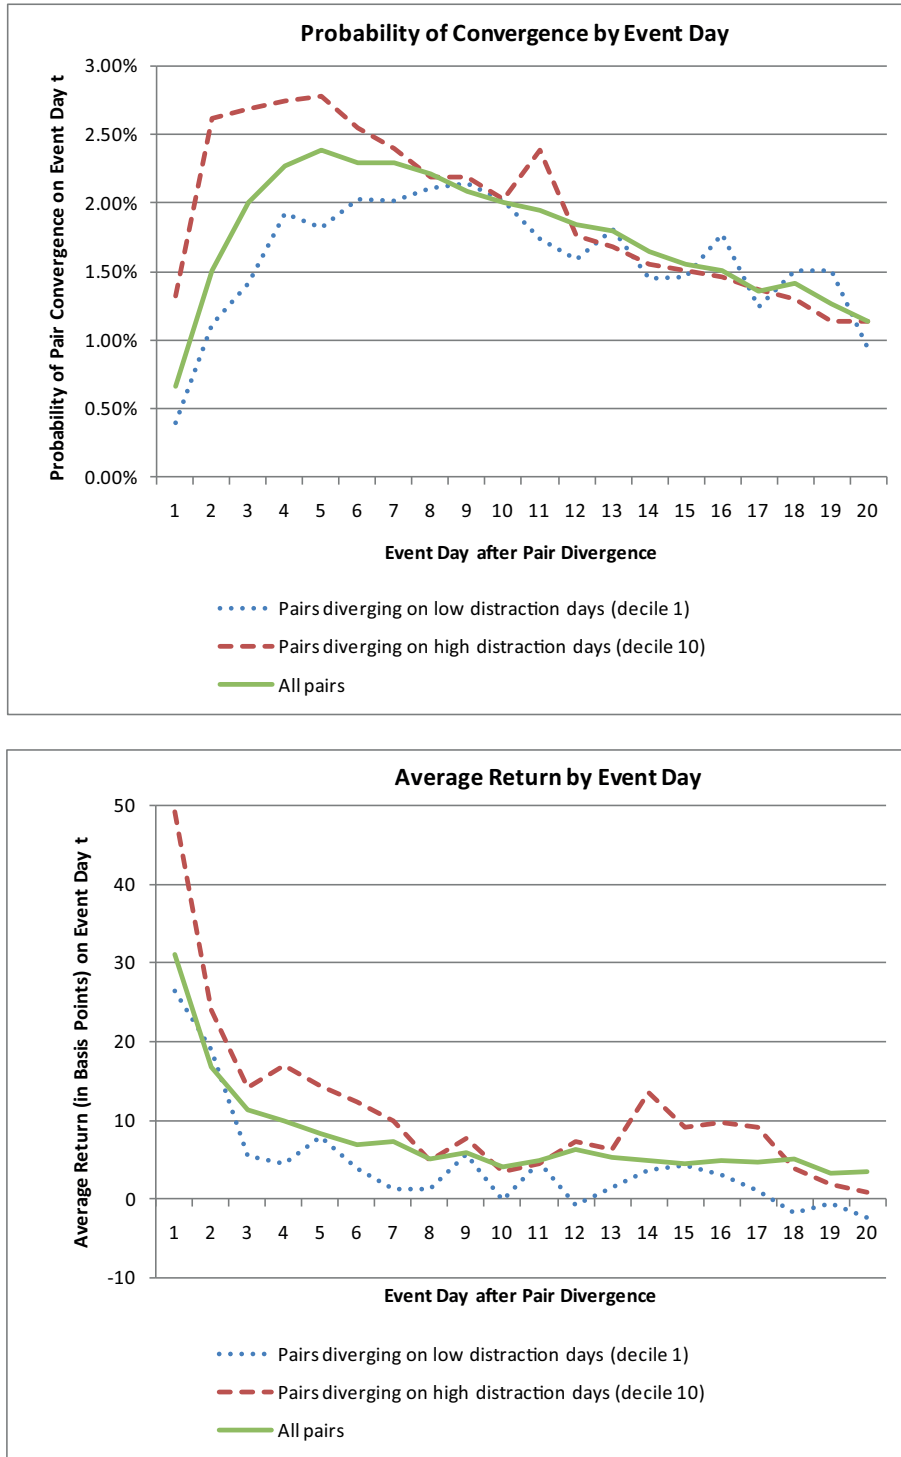 Probability of Convergence by Event Day
Probability of Pair Convergence on Event Day t
3.00%
2.50%
2.00%
1.50%
1.00%
0.50%
0.00%
1 2 3 4 5 6 7 8 9 10 11 12 13 14 15 16 17 18 19 20
Event Day after Pair Divergence
Pairs diverging on low distraction days (decile 1)
Pairs diverging on high distraction days (decile 10)
All pairs
Average Return by Event Day
Average Return (in Basis Points) on Event Day t
50
40
30
20
10
0
-10
1 2 3 4 5 6 7 8 9 10 11 12 13 14 15 16 17 18 19 20
Event Day after Pair Divergence
Pairs diverging on low distraction days (decile 1)
Pairs diverging on high distraction days (decile 10)
All pairs